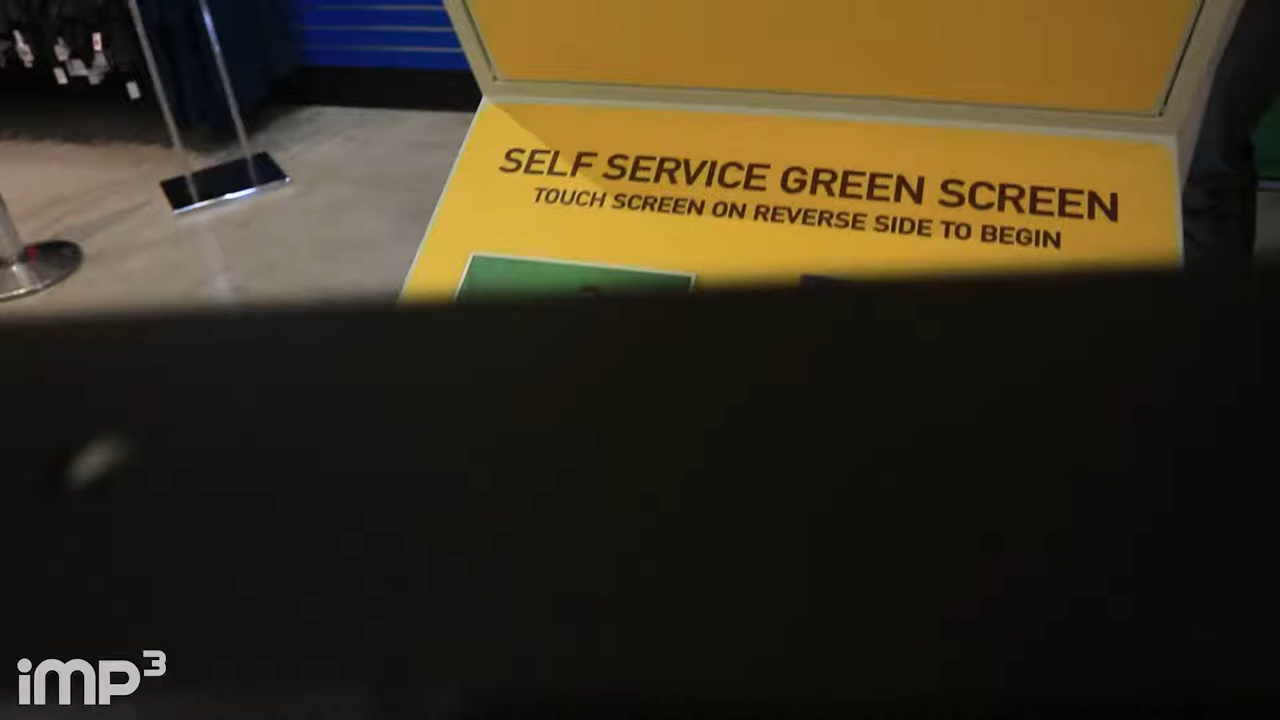 SELF SERVICE GREEN SCREEN
TOUCH SCREEN ON REVERSE SIDE TO BEGIN
imp³